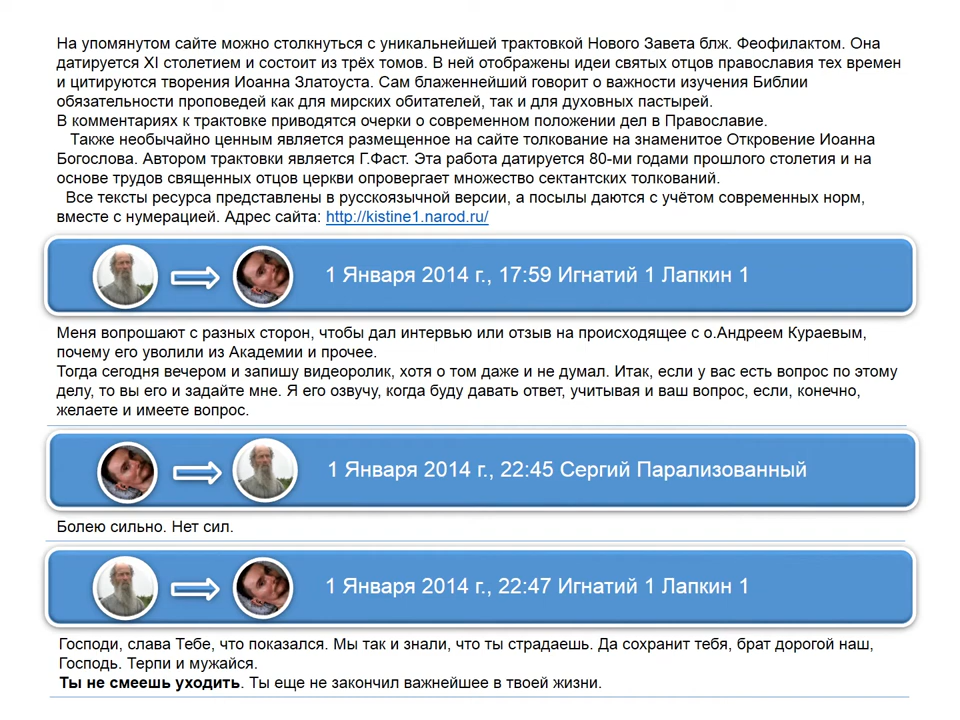 На упомянутом сайте можно столкнуться с уникальнейшей трактовкой Нового Завета блж. Феофилактом. Она
датируется XI столетием и состоит из трёх томов. В ней отображены идеи святых отцов православия тех времен
и цитируются творения Иоанна Златоуста. Сам блаженнейший говорит о важности изучения Библии
обязательности проповедей как для мирских обитателей, так и для духовных пастырей.
В комментариях к трактовке приводятся очерки о современном положении дел в Православие.
Также необычайно ценным является размещенное на сайте толкование на знаменитое Откровение Иоанна
Богослова. Автором трактовки является Г.Фаст. Эта работа датируется 80-ми годами прошлого столетия и на
основе трудов священных отцов церкви опровергает множество сектантских толкований.
Все тексты ресурса представлены в русскоязычной версии, а посылы даются с учётом современных норм,
вместе с нумерацией. Адрес сайта: http://kistine1.narod.ru/
1 Января 2014 г., 17:59 Игнатий 1 Лапкин 1
Меня вопрошают с разных сторон, чтобы дал интервью или отзыв на происходящее с о.Андреем Кураевым,
почему его уволили из Академии и прочее.
Тогда сегодня вечером и запишу видеоролик, хотя о том даже и не думал. Итак, если у вас есть вопрос по этому
делу, то вы его и задайте мне. Я его озвучу, когда буду давать ответ, учитывая и ваш вопрос, если, конечно,
желаете и имеете вопрос.
1 Января 2014 г., 22:45 Сергий Парализованный
Болею сильно. Нет сил.
1 Января 2014 г., 22:47 Игнатий 1 Лапкин 1
Господи, слава Тебе, что показался. Мы так и знали, что ты страдаешь. Да сохранит тебя, брат дорогой наш,
Господь. Терпи и мужайся.
Ты не смеешь уходить. Ты еще не закончил важнейшее в твоей жизни.